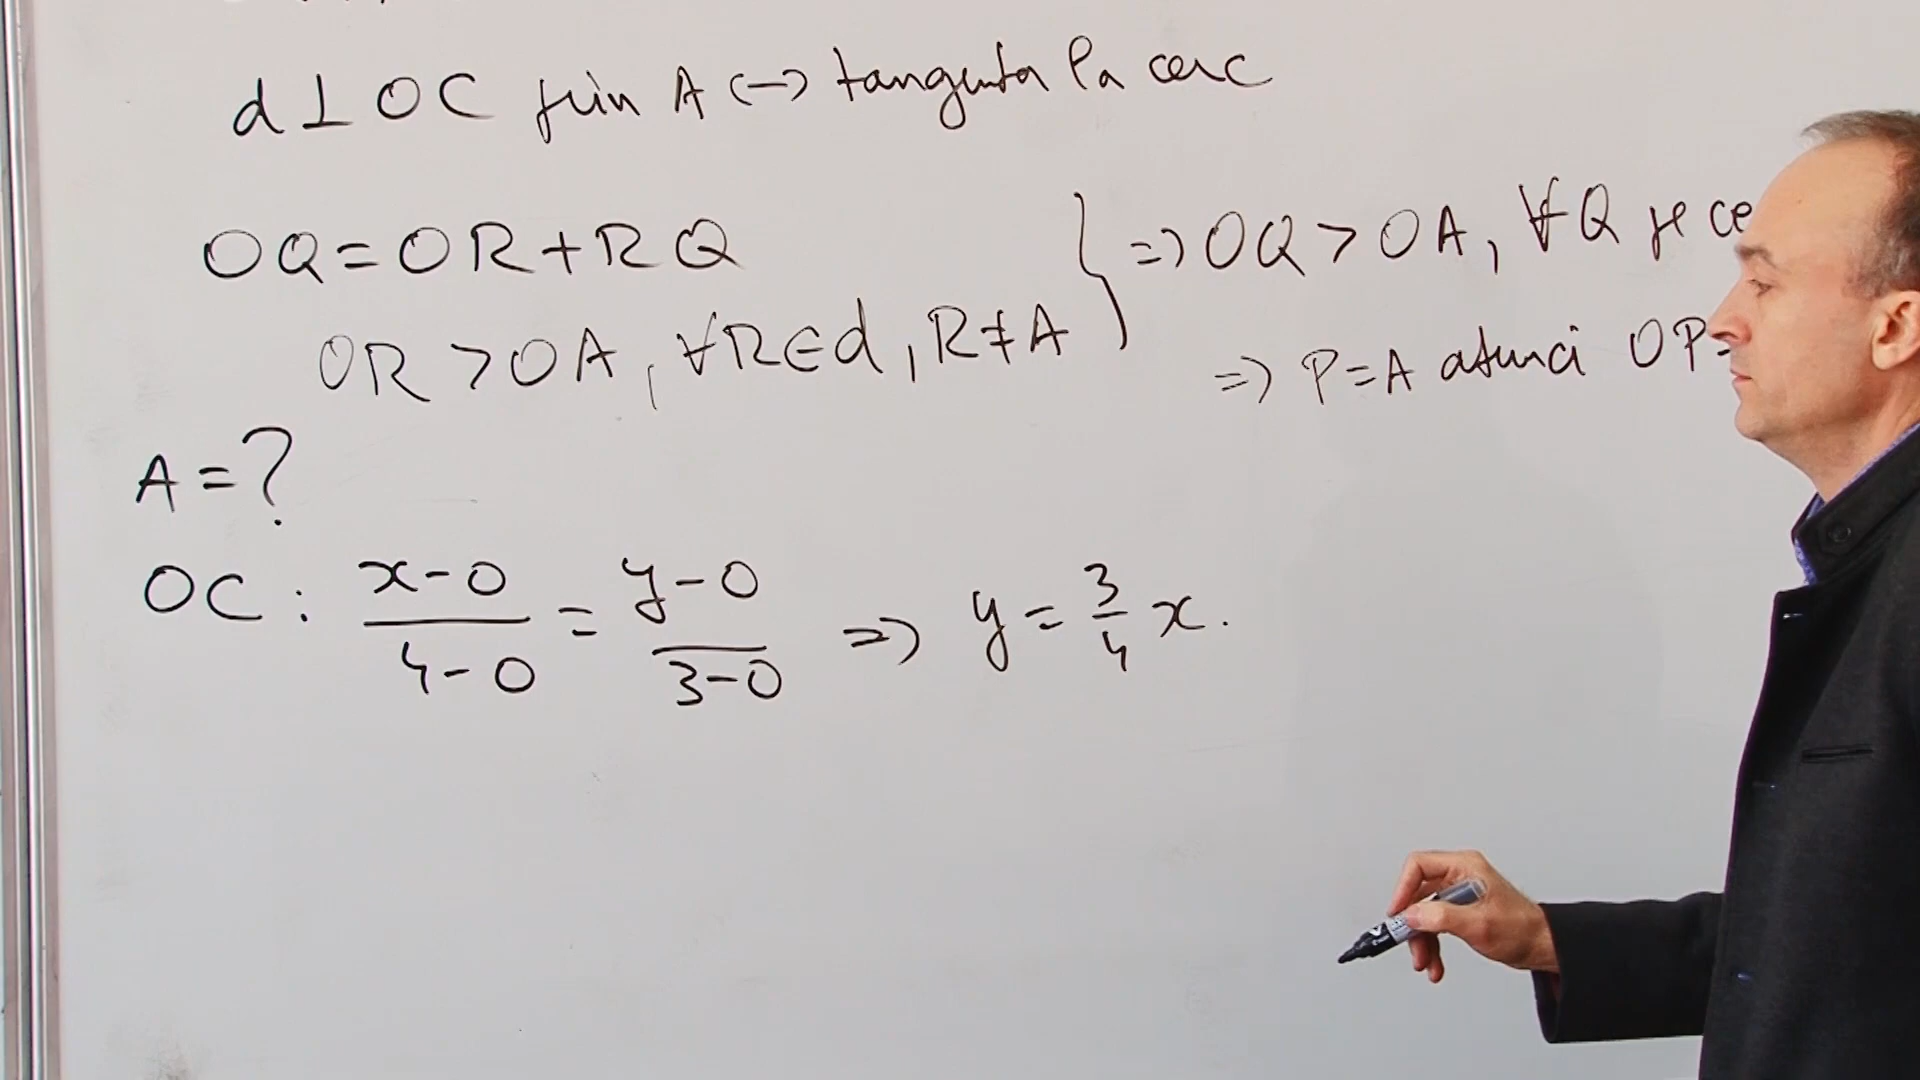 d ⊥ OC prin A (→) tangenta la cerc
OQ = OR + RQ
OR > OA, ∀R∈d, R≠A } => OQ > OA, ∀Q pe ce
=> P = A atunci OP=
A = ?
OC: (x-0)/(4-0) = (y-0)/(3-0) => y = 3/4 x.